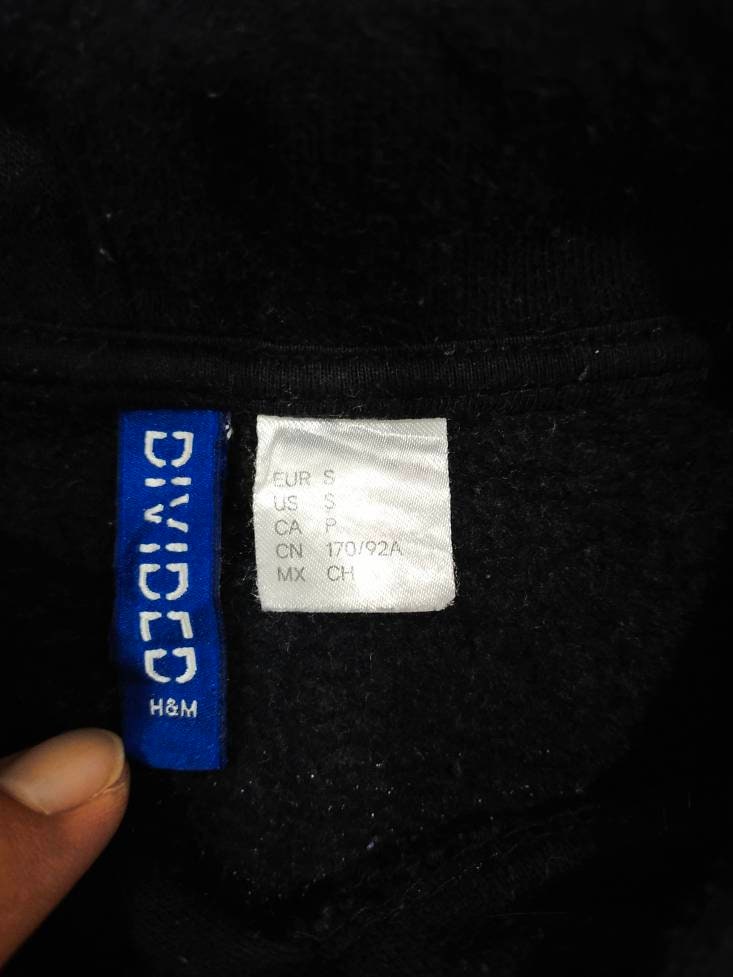 DIVIDED
H&M
EUR S
US S
CA P
CN 170/92A
MX CH